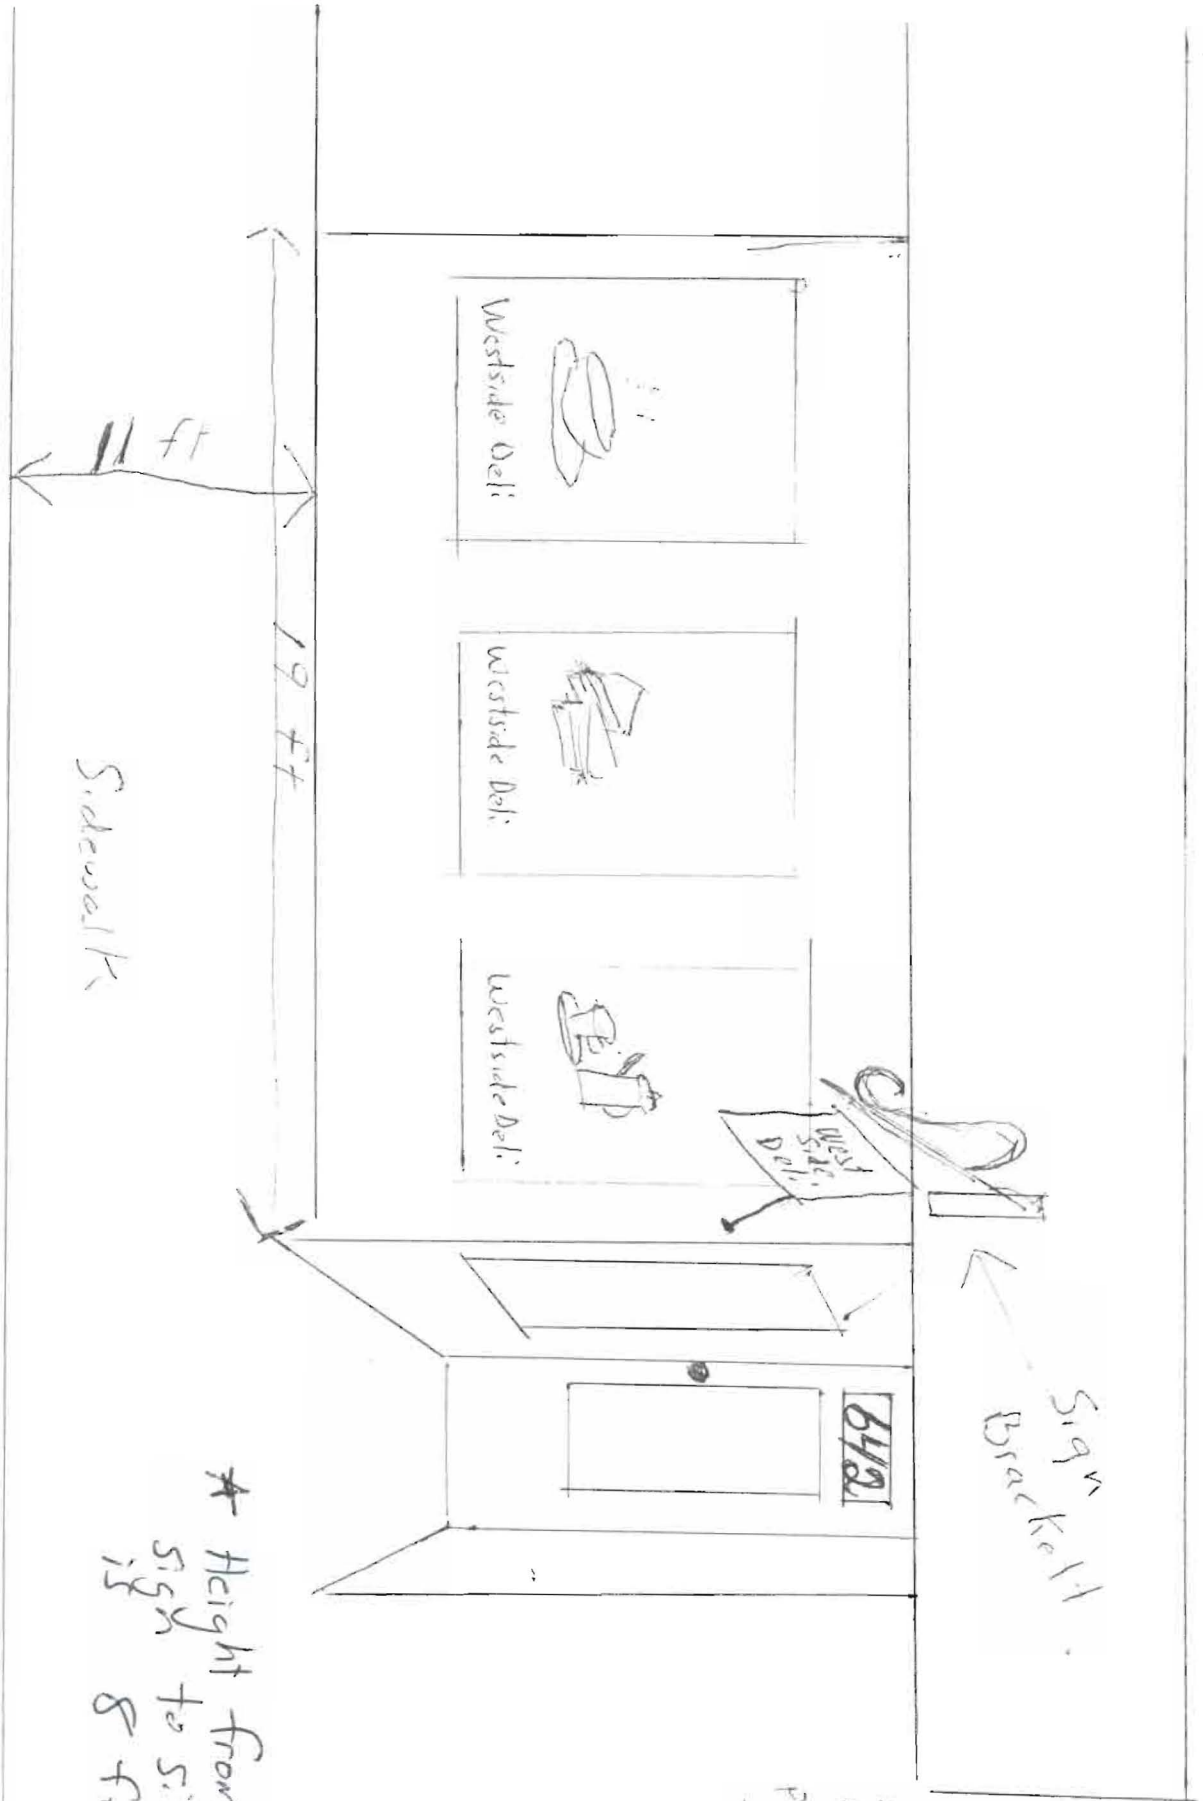 Sign
Brackett.
642
West
Side
Deli
Westside Deli
Westside Deli
Westside Deli
19 ft
11 ft
Sidewalk
* Height from
sign to
is 8